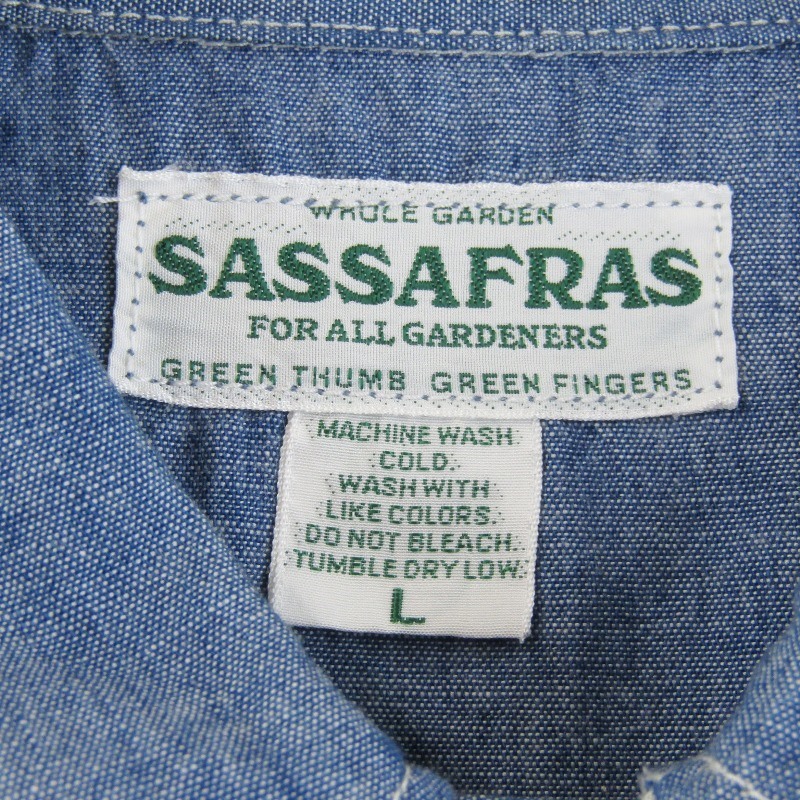 WHOLE GARDEN
SASSAFRAS
FOR ALL GARDENERS
GREEN THUMB GREEN FINGERS
MACHINE WASH
COLD.
WASH WITH
LIKE COLORS.
DO NOT BLEACH.
TUMBLE DRY LOW.
L